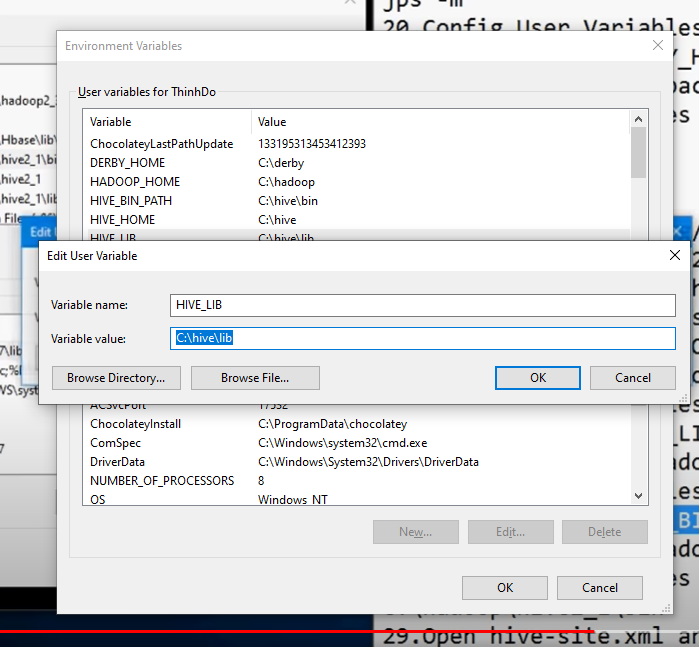 jps -m
20.Config User Variables
Environment Variables
User variables for ThinhDo
Variable Value
ChocolateyLastPathUpdate 133195313453412393
DERBY_HOME C:\derby
HADOOP_HOME C:\hadoop
HIVE_BIN_PATH C:\hive\bin
HIVE_HOME C:\hive
HIVE_LIB C:\hive\lib
Edit User Variable
Variable name: HIVE_LIB
Variable value: C:\hive\lib
Browse Directory... Browse File... OK Cancel
ACSvcPort 17532
ChocolateyInstall C:\ProgramData\chocolatey
ComSpec C:\Windows\system32\cmd.exe
DriverData C:\Windows\System32\Drivers\DriverData
NUMBER_OF_PROCESSORS 8
OS Windows_NT
New... Edit... Delete
OK Cancel
29.Open hive-site.xml an
\hadoop2_
\Hbase\lib\
\hive2_1\bi
\hive2_1
\hive2_1\lib
Edit